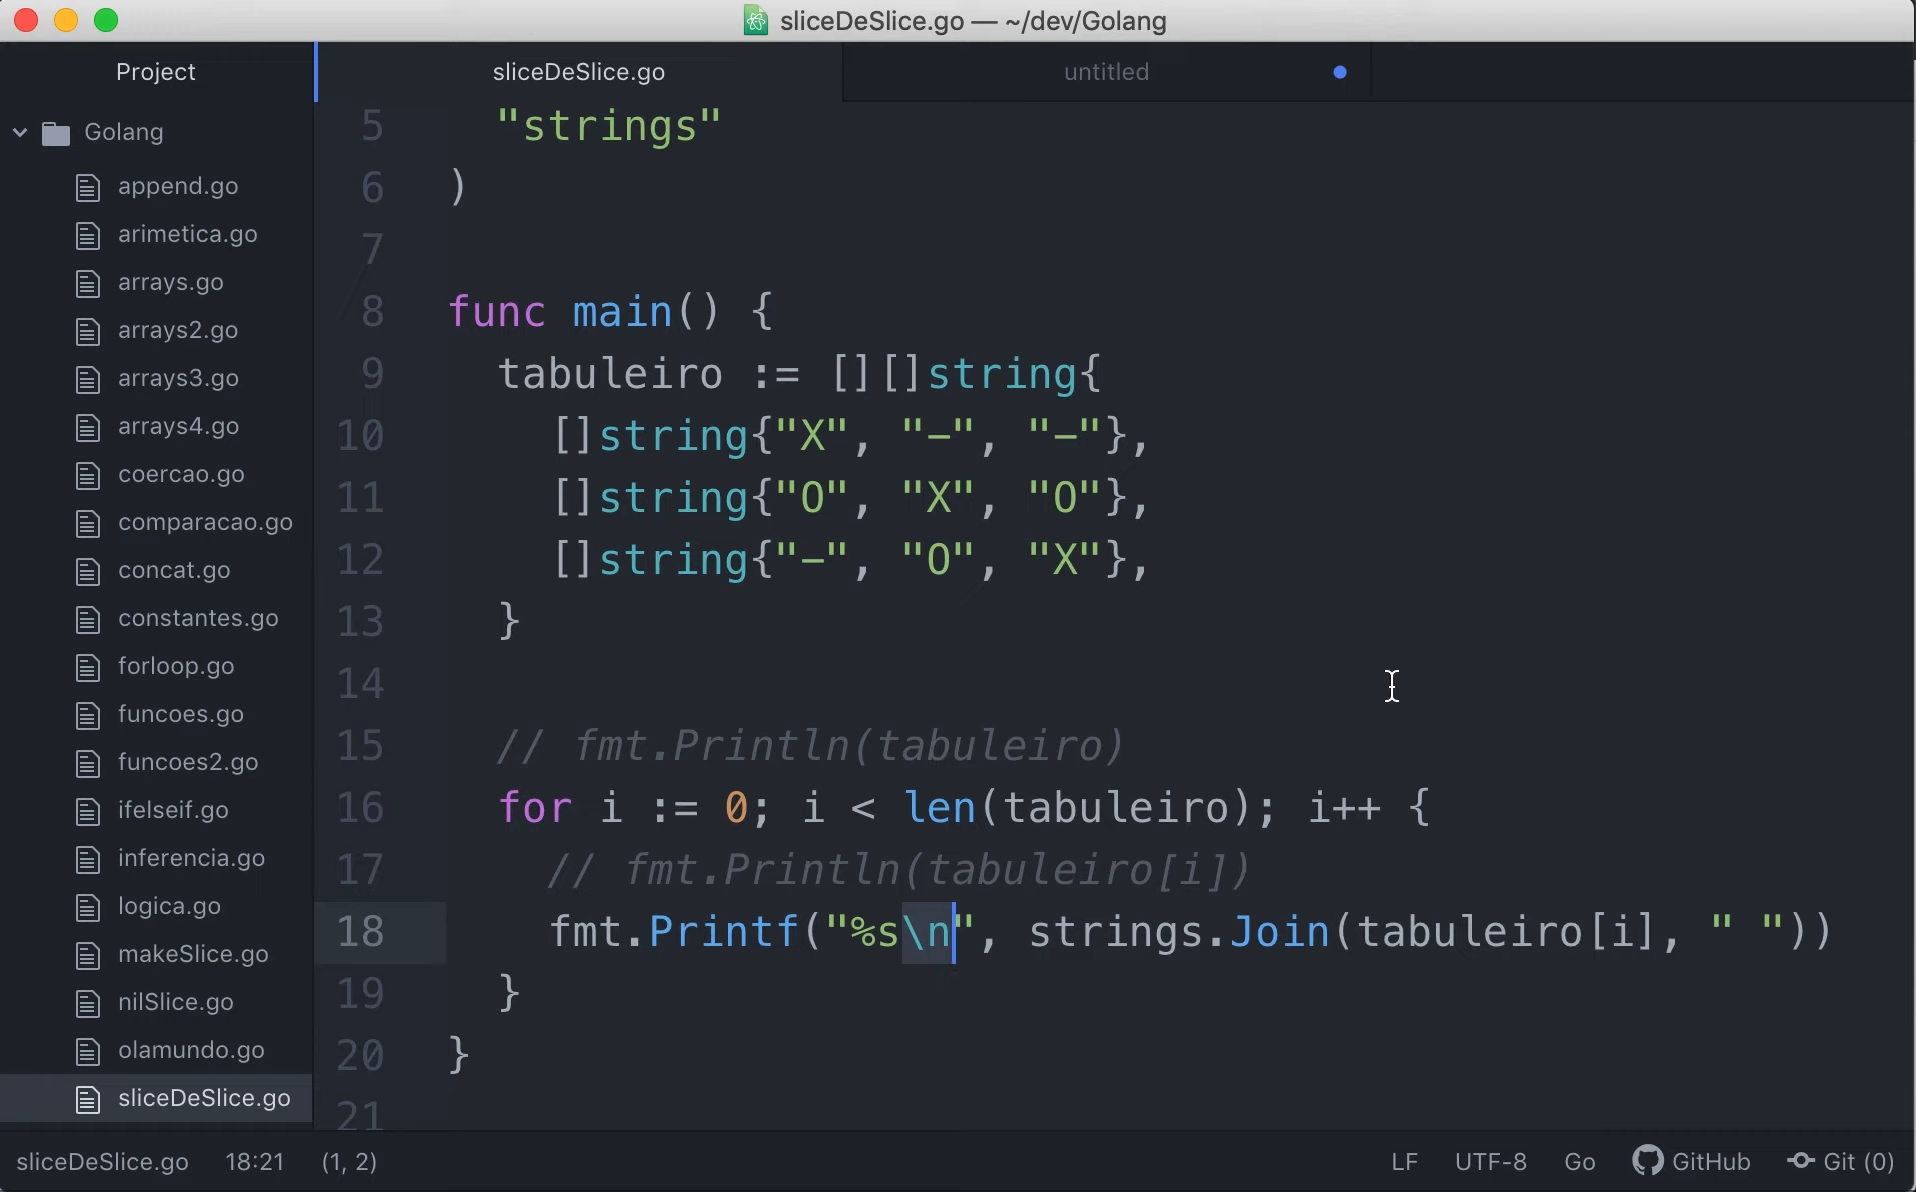 sliceDeSlice.go — ~/dev/Golang
Project
sliceDeSlice.go
untitled
Golang
append.go
arimetica.go
arrays.go
arrays2.go
arrays3.go
arrays4.go
coercao.go
comparacao.go
concat.go
constantes.go
forloop.go
funcoes.go
funcoes2.go
ifelseif.go
inferencia.go
logica.go
makeSlice.go
nilSlice.go
olamundo.go
sliceDeSlice.go
5 "strings"
6 )
7
8 func main() {
9 tabuleiro := [][]string{
10 []string{"X", "-", "-"},
11 []string{"O", "X", "O"},
12 []string{"-", "O", "X"},
13 }
14
15 // fmt.Println(tabuleiro)
16 for i := 0; i < len(tabuleiro); i++ {
17 // fmt.Println(tabuleiro[i])
18 fmt.Printf("%s\n", strings.Join(tabuleiro[i], " "))
19 }
20 }
21
sliceDeSlice.go 18:21 (1, 2) LF UTF-8 Go GitHub Git (0)